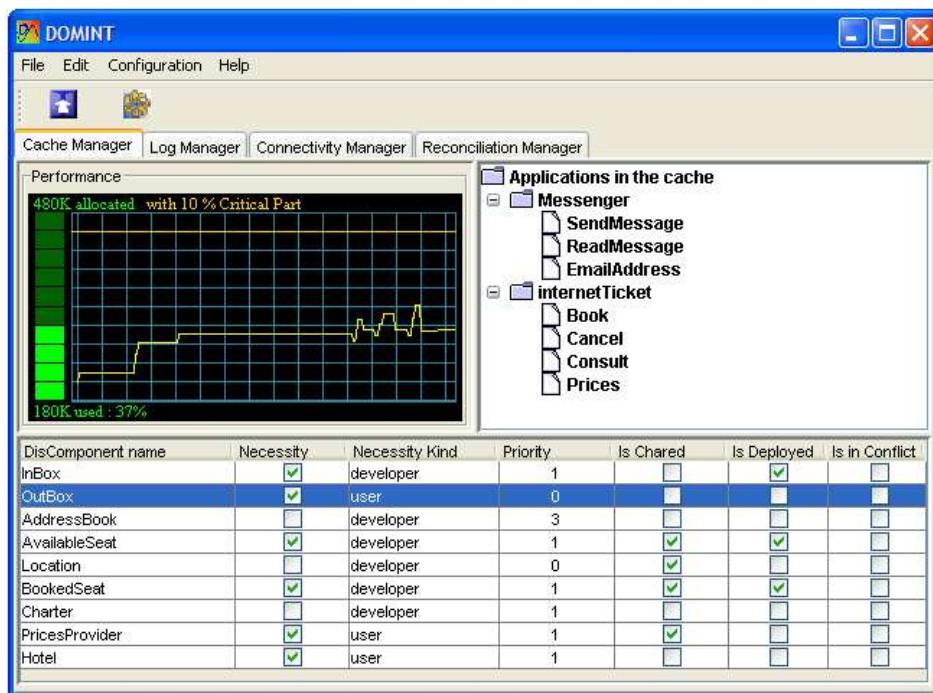 DOMINT
File Edit Configuration Help
Cache Manager Log Manager Connectivity Manager Reconciliation Manager
Performance
480K allocated with 10 % Critical Part
180K used : 37%
Applications in the cache
Messenger
SendMessage
ReadMessage
EmailAddress
internetTicket
Book
Cancel
Consult
Prices
DisComponent name Necessity Necessity Kind Priority Is Shared Is Deployed Is in Conflict
InBox developer 1
OutBox user 0
AddressBook developer 3
AvailableSeat developer 1
Location developer 0
BookedSeat developer 1
Charter developer 1
PricesProvider user 1
Hotel user 1